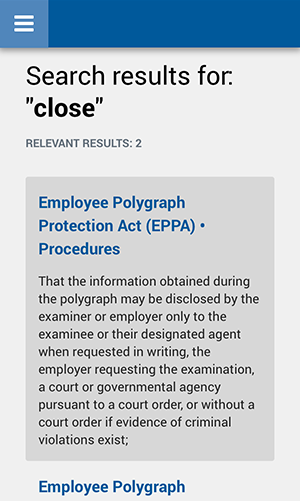 Search results for:
"close"
RELEVANT RESULTS: 2
Employee Polygraph
Protection Act (EPPA) •
Procedures
That the information obtained during
the polygraph may be disclosed by the
examiner or employer only to the
examinee or their designated agent
when requested in writing, the
employer requesting the examination,
a court or governmental agency
pursuant to a court order, or without a
court order if evidence of criminal
violations exist;
Employee Polygraph